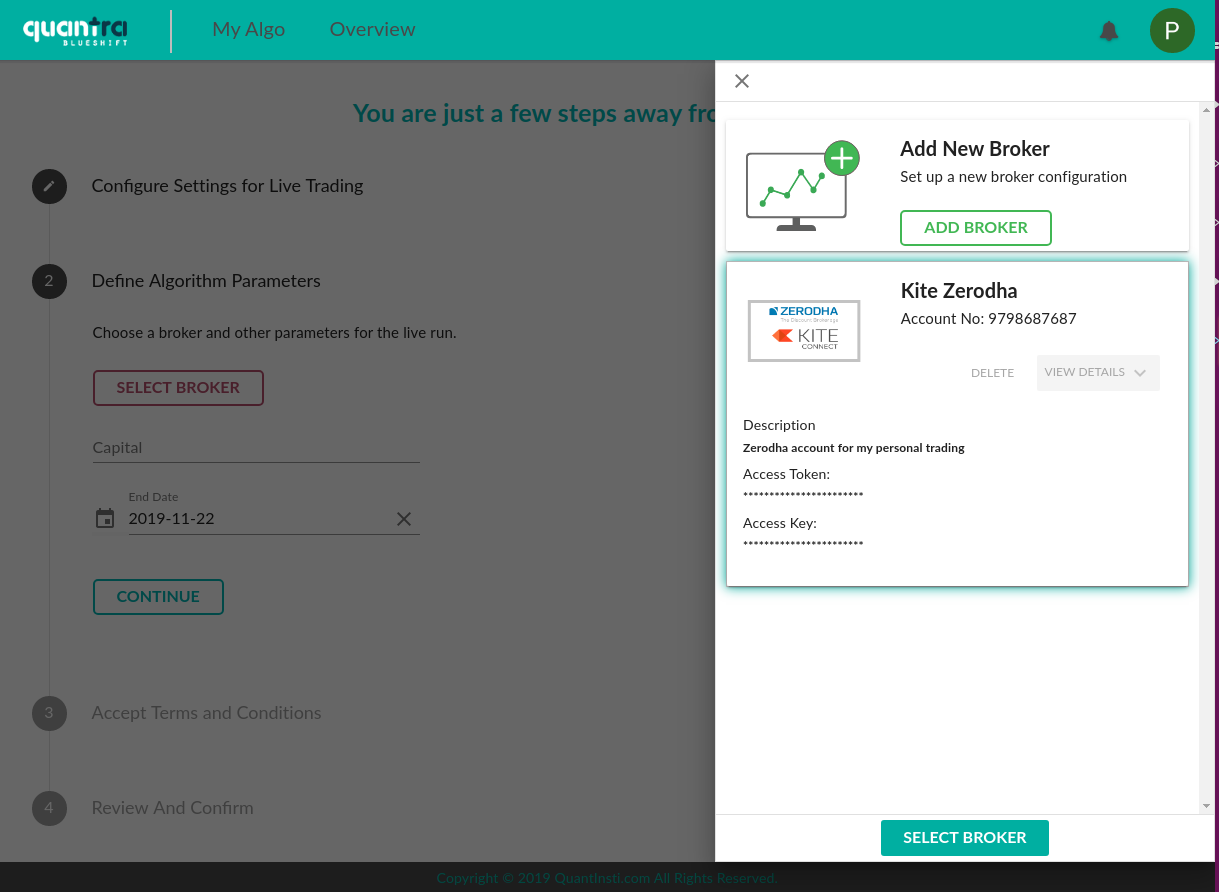 quantra
BLUESHIFT
My Algo
Overview
P
You are just a few steps away fro
Configure Settings for Live Trading
2
Define Algorithm Parameters
Choose a broker and other parameters for the live run.
SELECT BROKER
Capital
End Date
2019-11-22
CONTINUE
3
Accept Terms and Conditions
4
Review And Confirm
Add New Broker
Set up a new broker configuration
ADD BROKER
ZERODHA
The Discount Brokerage
KITE
CONNECT
Kite Zerodha
Account No: 9798687687
DELETE
VIEW DETAILS
Description
Zerodha account for my personal trading
Access Token:
***********************
Access Key:
***********************
SELECT BROKER
Copyright © 2019 QuantInsti.com All Rights Reserved.